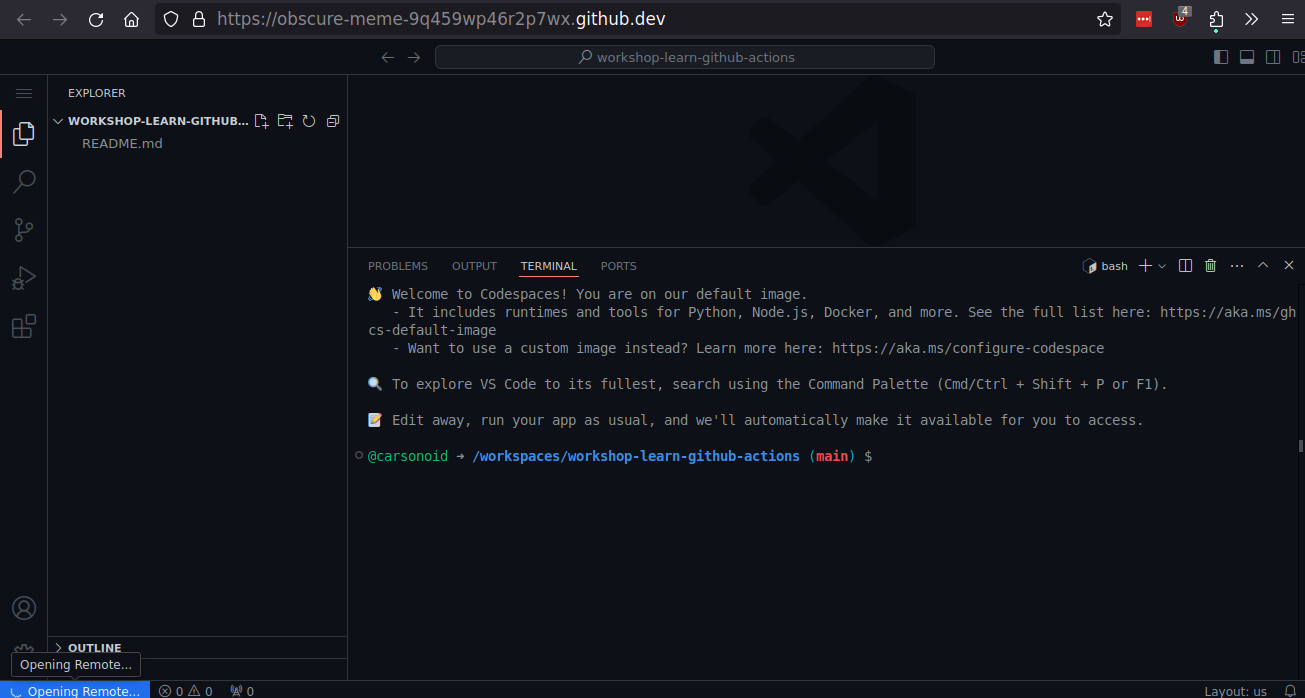 https://obscure-meme-9q459wp46r2p7wx.github.dev
4
workshop-learn-github-actions
EXPLORER
WORKSHOP-LEARN-GITHUB...
README.md
PROBLEMS
OUTPUT
TERMINAL
PORTS
bash
👋 Welcome to Codespaces! You are on our default image.
- It includes runtimes and tools for Python, Node.js, Docker, and more. See the full list here: https://aka.ms/gh
cs-default-image
- Want to use a custom image instead? Learn more here: https://aka.ms/configure-codespace
🔍 To explore VS Code to its fullest, search using the Command Palette (Cmd/Ctrl + Shift + P or F1).
📝 Edit away, run your app as usual, and we'll automatically make it available for you to access.
@carsonoid ➜ /workspaces/workshop-learn-github-actions (main) $
OUTLINE
Opening Remote...
Opening Remote...
0
0
0
Layout: us